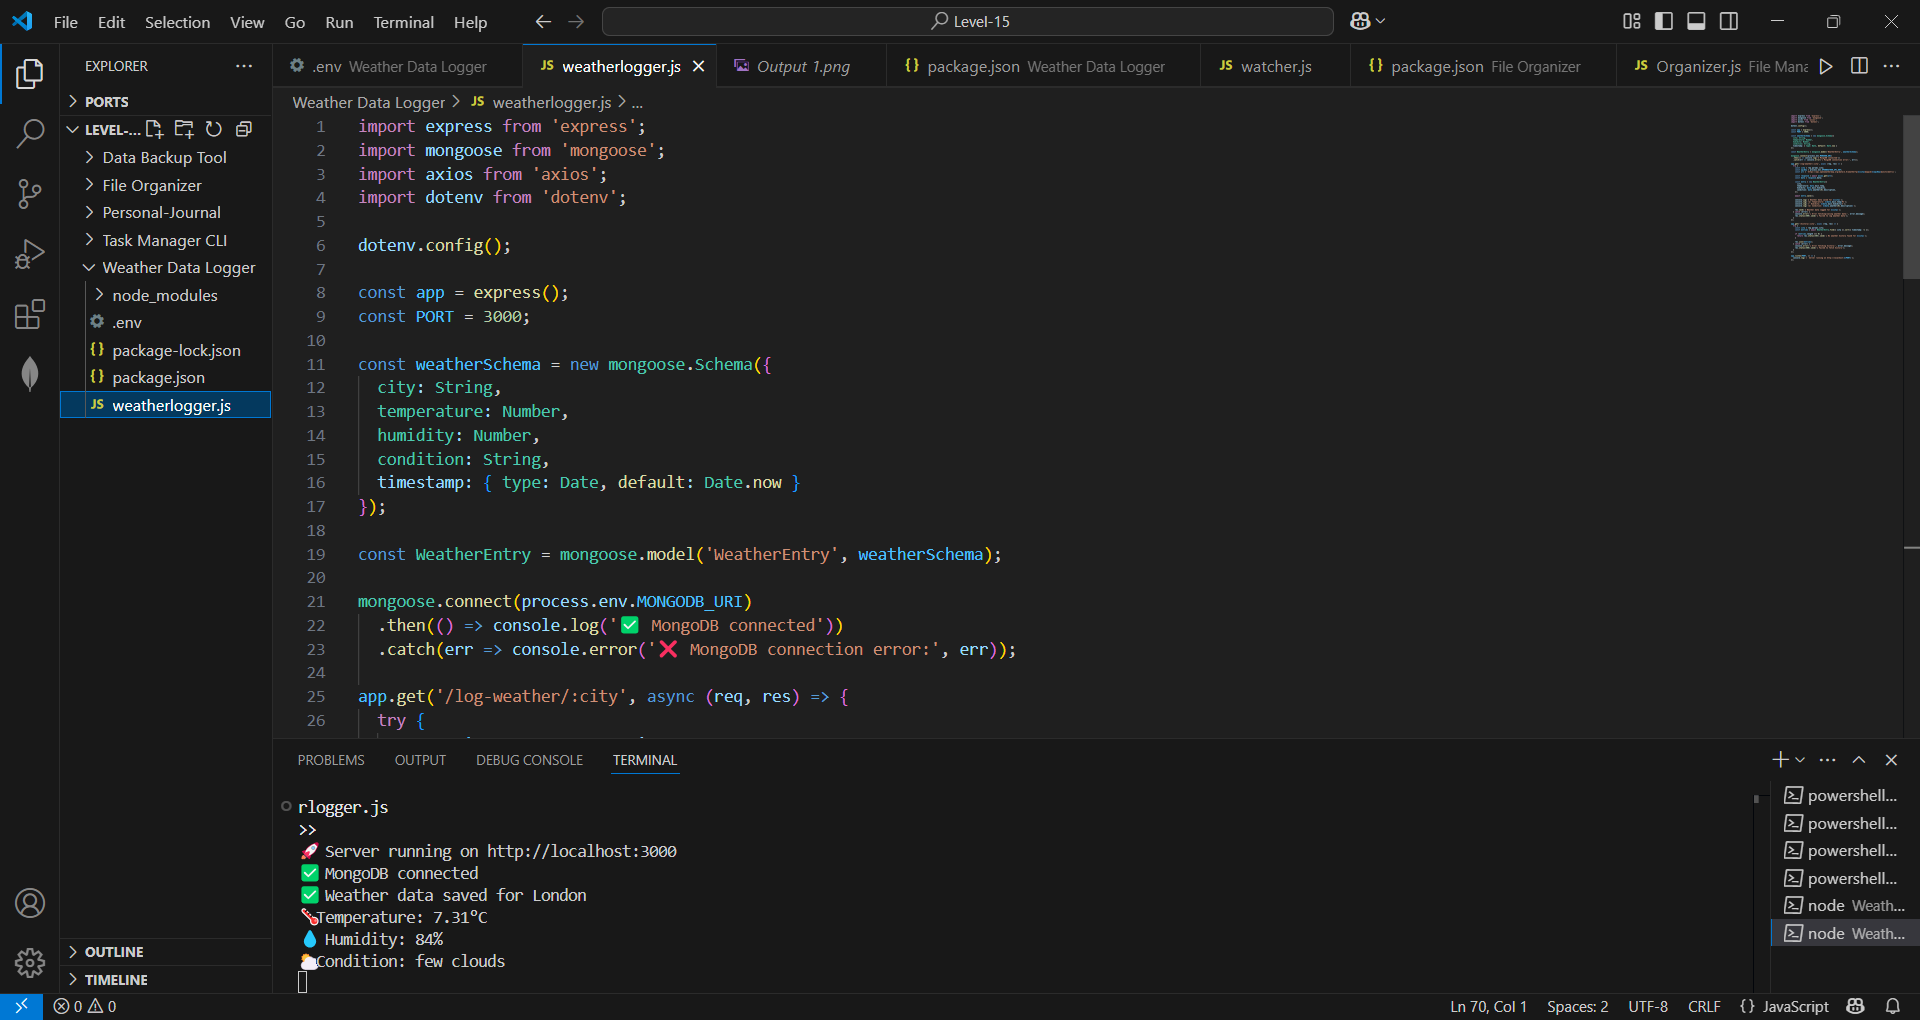 File Edit Selection View Go Run Terminal Help Level-15
EXPLORER
PORTS
LEVEL-...
Data Backup Tool
File Organizer
Personal-Journal
Task Manager CLI
Weather Data Logger
node_modules
.env
package-lock.json
package.json
JS weatherlogger.js
OUTLINE
TIMELINE
.env Weather Data Logger JS weatherlogger.js Output 1.png {} package.json Weather Data Logger JS watcher.js {} package.json File Organizer JS Organizer.js File Mana
Weather Data Logger > JS weatherlogger.js > ...
1 import express from 'express';
2 import mongoose from 'mongoose';
3 import axios from 'axios';
4 import dotenv from 'dotenv';
5
6 dotenv.config();
7
8 const app = express();
9 const PORT = 3000;
10
11 const weatherSchema = new mongoose.Schema({
12 city: String,
13 temperature: Number,
14 humidity: Number,
15 condition: String,
16 timestamp: { type: Date, default: Date.now }
17 });
18
19 const WeatherEntry = mongoose.model('WeatherEntry', weatherSchema);
20
21 mongoose.connect(process.env.MONGODB_URI)
22 .then(() => console.log('✅ MongoDB connected'))
23 .catch(err => console.error('❌ MongoDB connection error:', err));
24
25 app.get('/log-weather/:city', async (req, res) => {
26 try {
PROBLEMS OUTPUT DEBUG CONSOLE TERMINAL
rlogger.js
>>
🚀 Server running on http://localhost:3000
✅ MongoDB connected
✅ Weather data saved for London
🌡️Temperature: 7.31°C
💧 Humidity: 84%
🌥️Condition: few clouds
powershell...
powershell...
powershell...
powershell...
node Weath...
node Weath...
0 0 Ln 70, Col 1 Spaces: 2 UTF-8 CRLF {} JavaScript